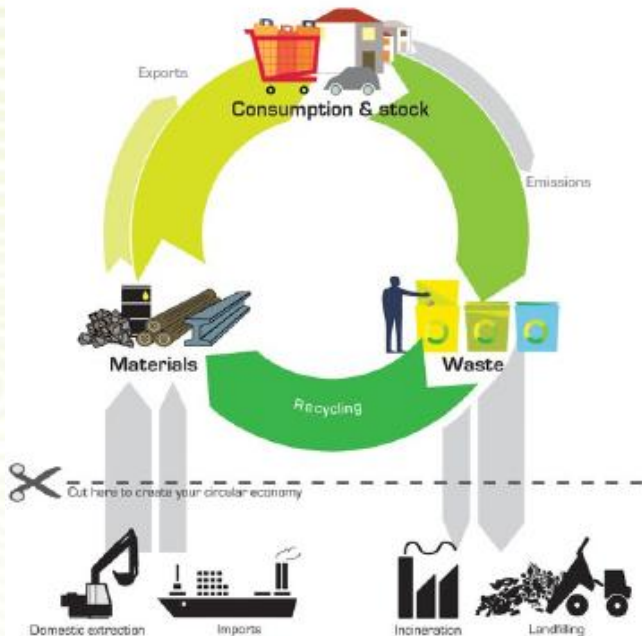 Exports
Consumption & stock
Emissions
Materials
Waste
Recycling
Cut here to create your circular economy
Domestic extraction
Imports
Incineration
Landfilling